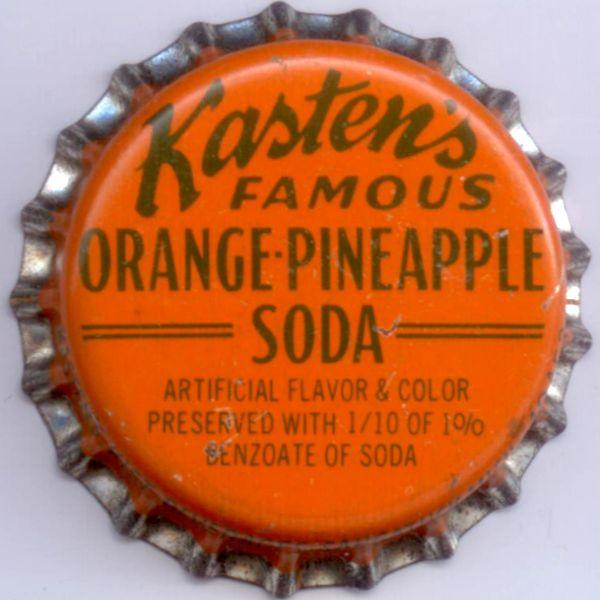 Kasten's
FAMOUS
ORANGE-PINEAPPLE
SODA
ARTIFICIAL FLAVOR & COLOR
PRESERVED WITH 1/10 OF 1%
BENZOATE OF SODA